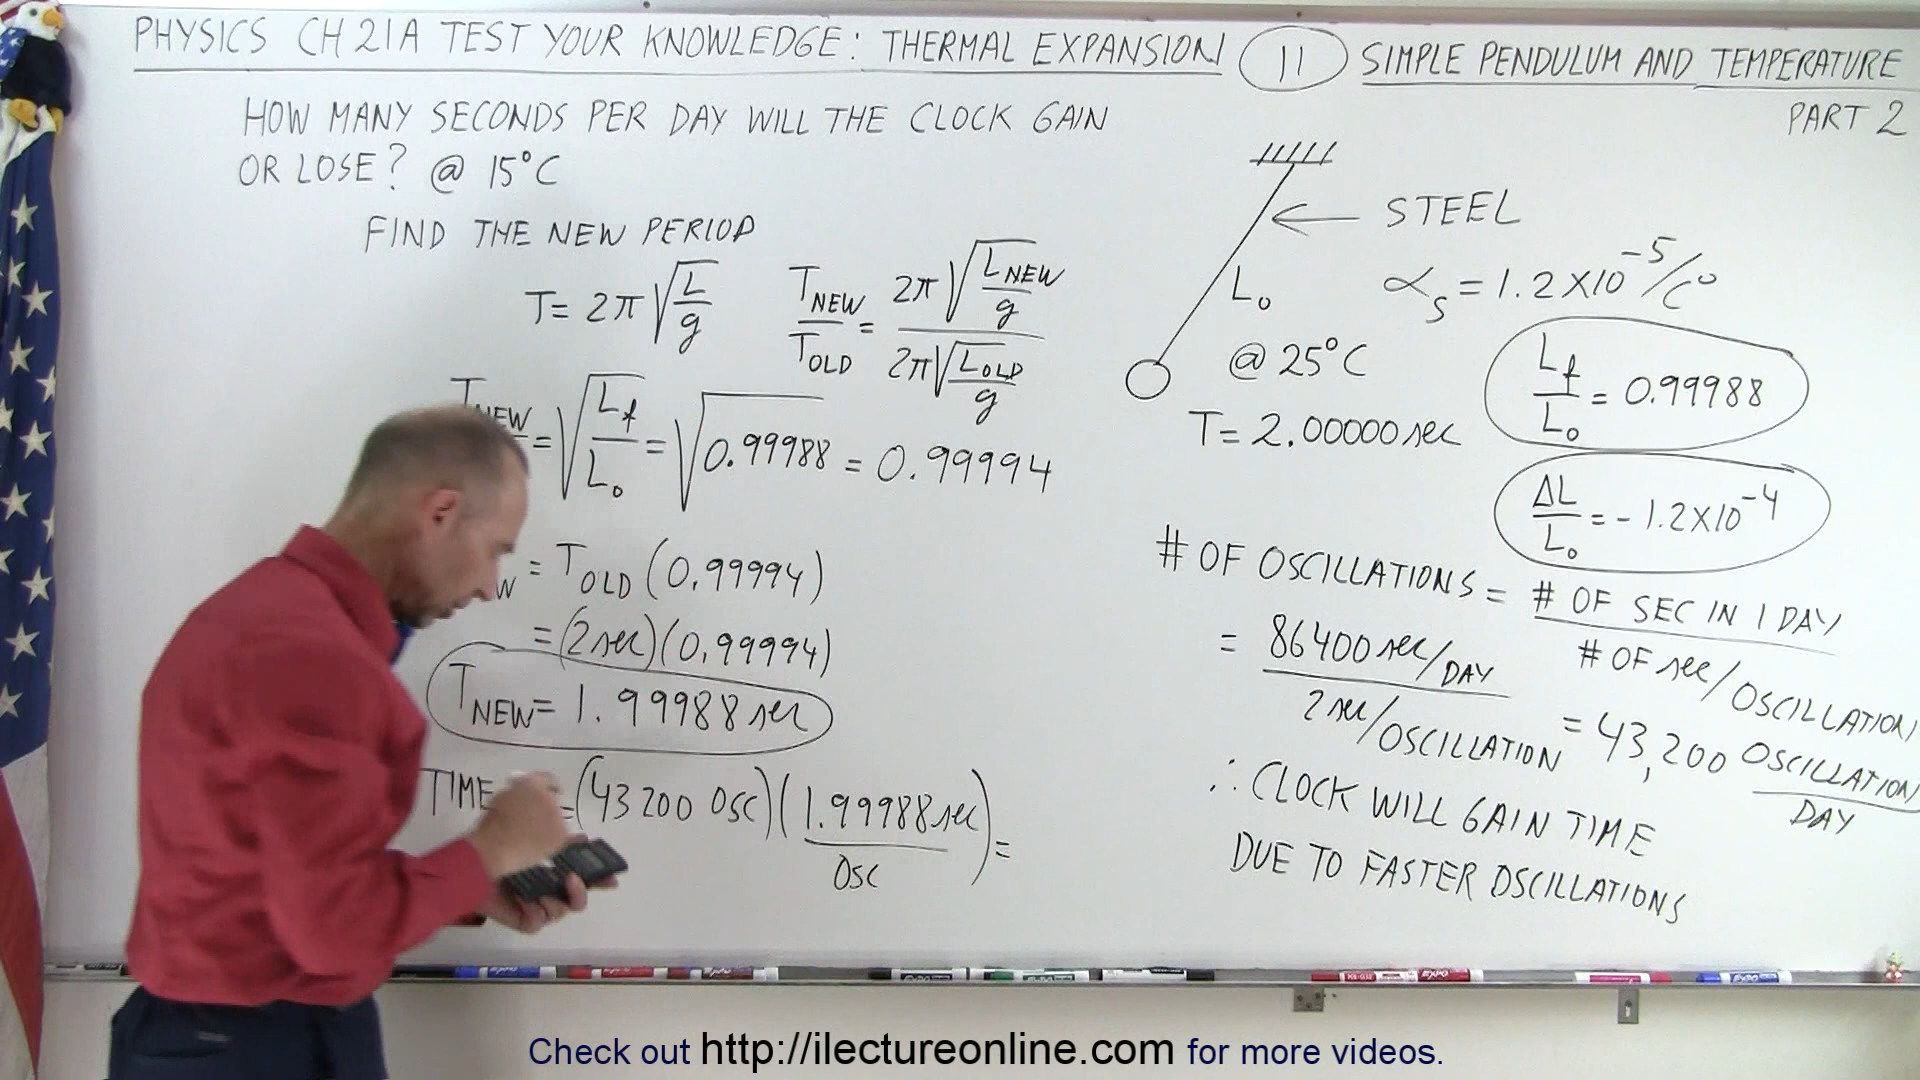 PHYSICS CH 21A TEST YOUR KNOWLEDGE: THERMAL EXPANSION 11 SIMPLE PENDULUM AND TEMPERATURE
PART 2
HOW MANY SECONDS PER DAY WILL THE CLOCK GAIN
OR LOSE? @ 15°C
FIND THE NEW PERIOD
T = 2π √(L/g)
T_NEW/T_OLD = 2π√(L_NEW/g) / 2π√(L_OLD/g)
T_NEW = √(L_f/L_o) = √0.99988 = 0.99994
= T_OLD (0.99994)
= (2 sec)(0.99994)
T_NEW = 1.99988 sec
TIME = (43200 OSC)(1.99988 sec/OSC) =
STEEL
α_s = 1.2 X 10^-5/C°
L_o
@ 25°C
T = 2.00000 sec
L_f/L_o = 0.99988
ΔL/L_o = - 1.2 X 10^-4
# OF OSCILLATIONS = # OF SEC IN 1 DAY / # OF sec/OSCILLATION
= 86400 sec/DAY / 2 sec/OSCILLATION = 43,200 OSCILLATION/DAY
∴ CLOCK WILL GAIN TIME
DUE TO FASTER OSCILLATIONS
Check out http://ilectureonline.com for more videos.